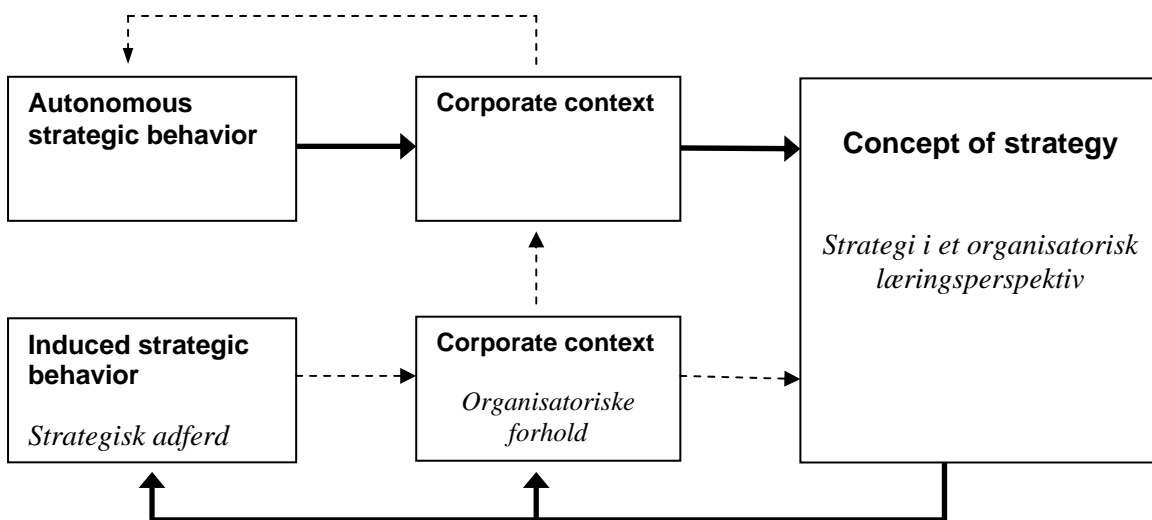 Autonomous
strategic behavior
Corporate context
Concept of strategy
Strategi i et organisatorisk
læringsperspektiv
Induced strategic
behavior
Strategisk adferd
Corporate context
Organisatoriske
forhold